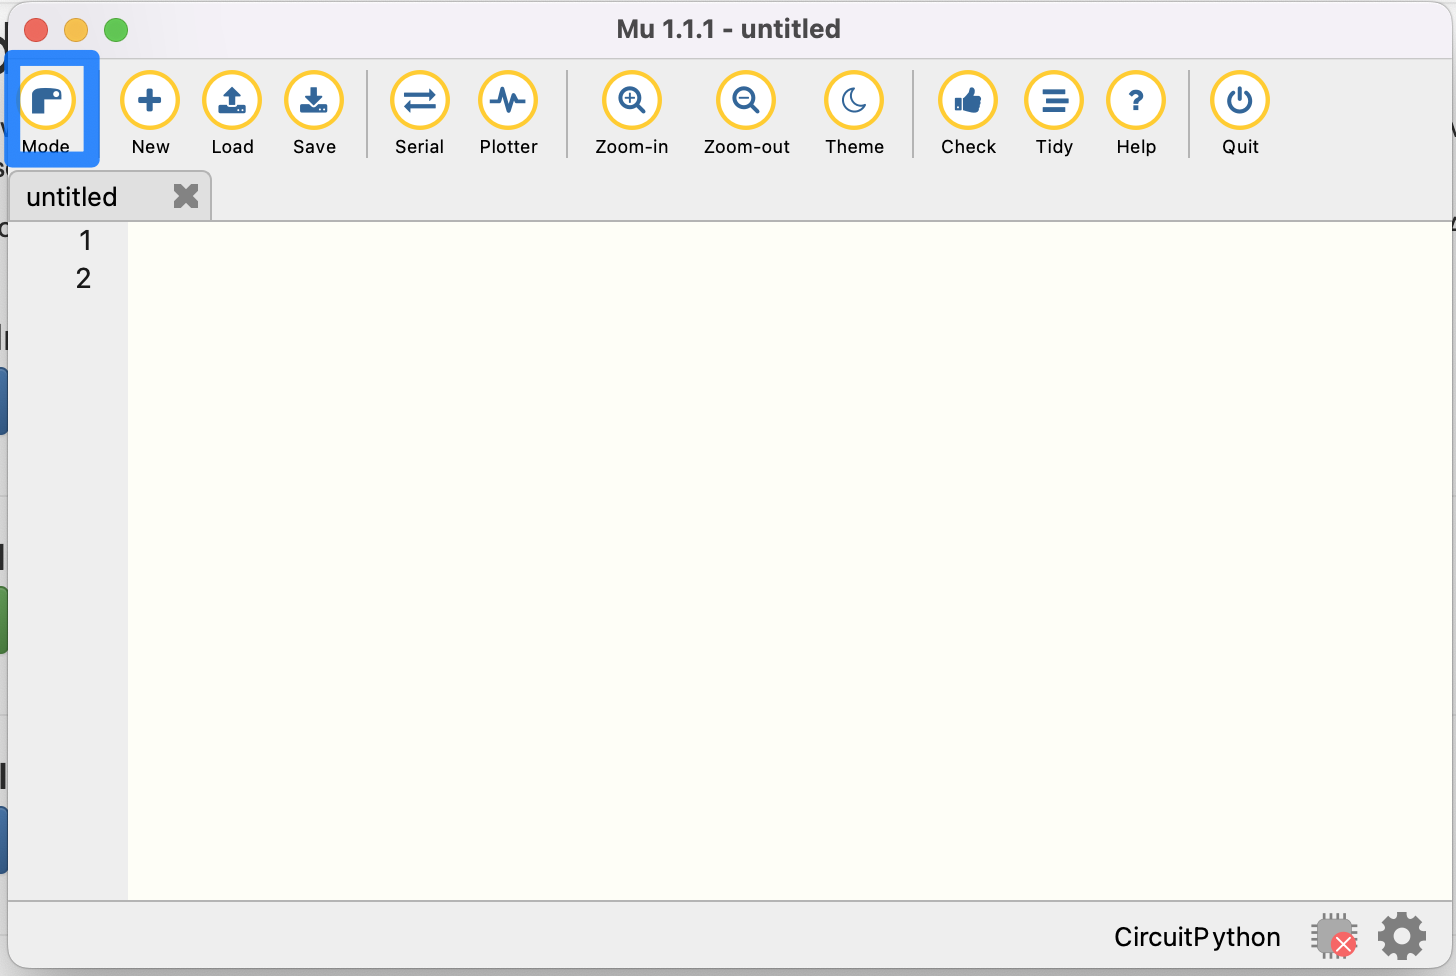 Mu 1.1.1 - untitled
Mode New Load Save Serial Plotter Zoom-in Zoom-out Theme Check Tidy ? Help Quit
untitled
1
2
CircuitPython